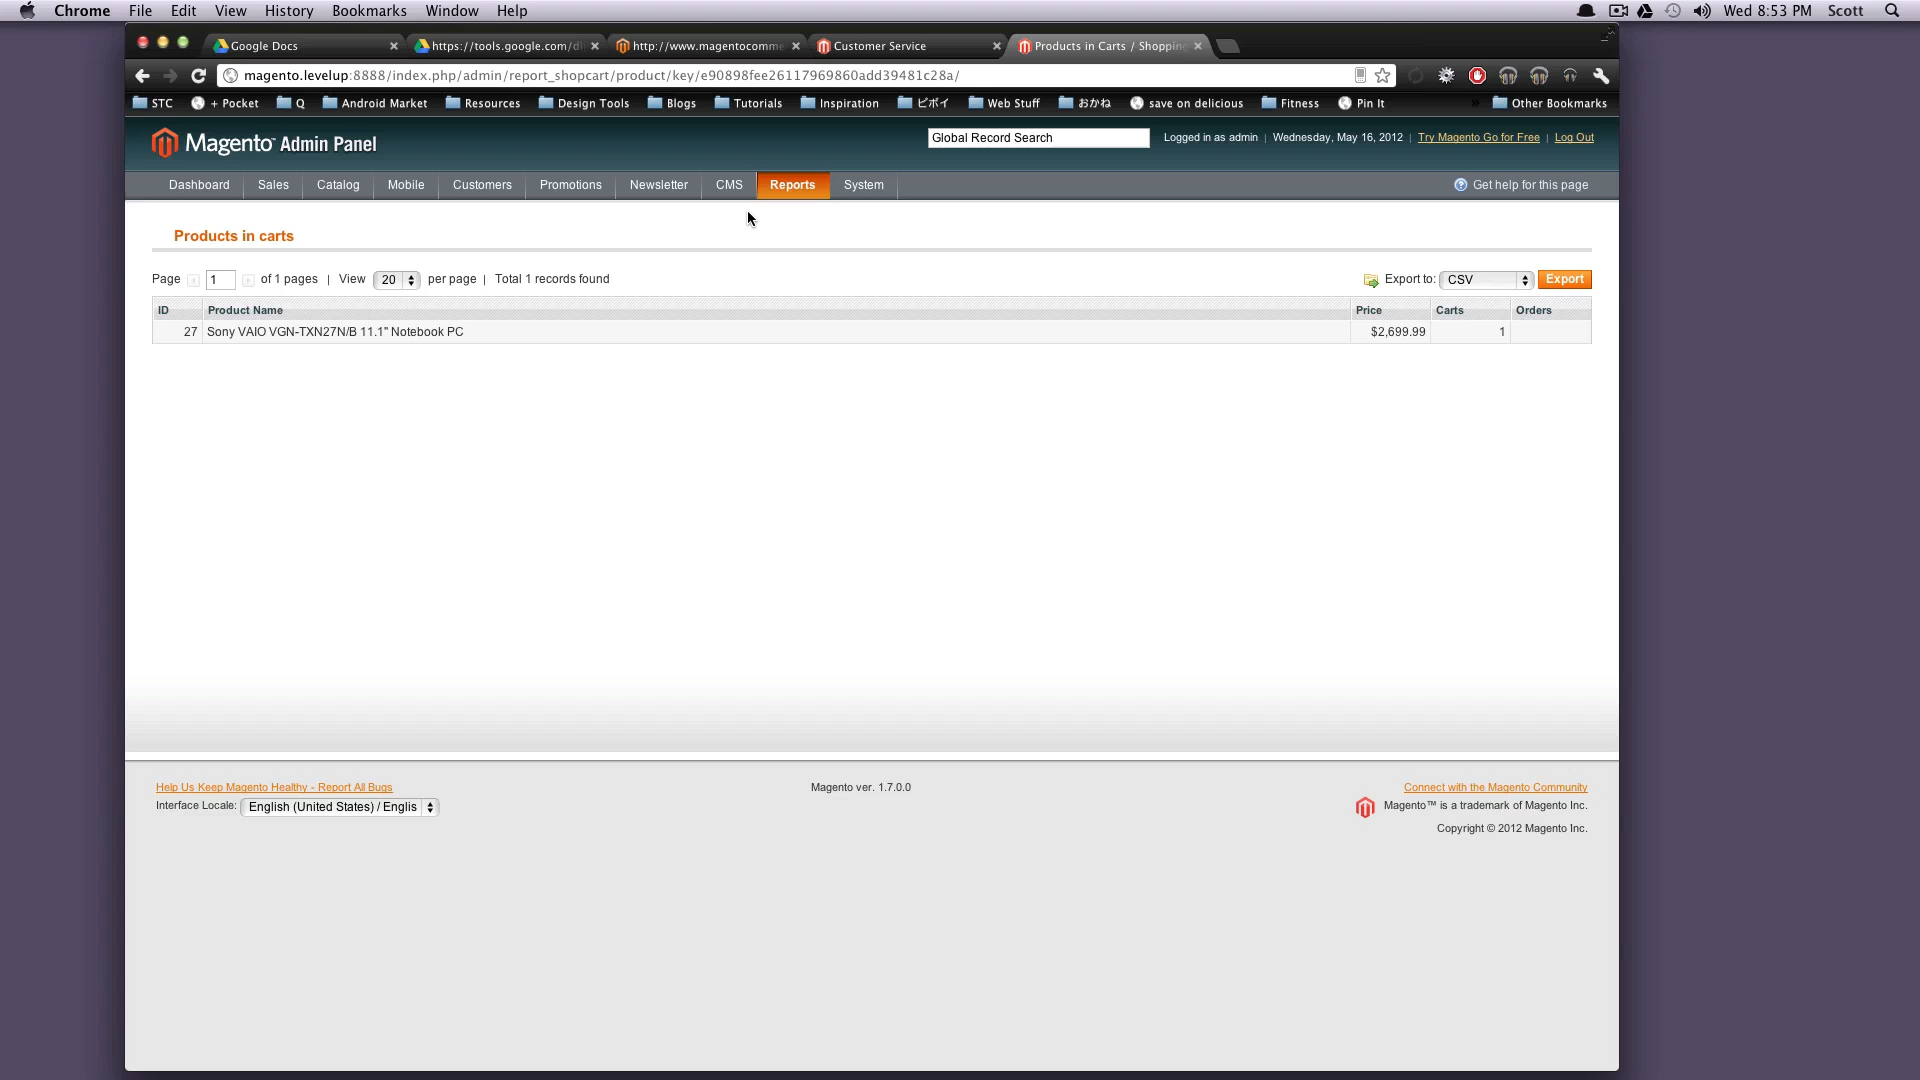 Chrome File Edit View History Bookmarks Window Help Wed 8:53 PM Scott
Google Docs https://tools.google.com/dl http://www.magentocomme Customer Service Products in Carts / Shopping
magento.levelup:8888/index.php/admin/report_shopcart/product/key/e90898fee26117969860add39481c28a/
STC + Pocket Q Android Market Resources Design Tools Blogs Tutorials Inspiration ビボイ Web Stuff おかね save on delicious Fitness Pin It » Other Bookmarks
Magento™ Admin Panel Global Record Search Logged in as admin | Wednesday, May 16, 2012 | Try Magento Go for Free | Log Out
Dashboard Sales Catalog Mobile Customers Promotions Newsletter CMS Reports System Get help for this page
Products in carts
Page 1 of 1 pages | View 20 per page | Total 1 records found Export to: CSV Export
ID Product Name Price Carts Orders
27 Sony VAIO VGN-TXN27N/B 11.1" Notebook PC $2,699.99 1
Help Us Keep Magento Healthy - Report All Bugs Magento ver. 1.7.0.0 Connect with the Magento Community
Interface Locale: English (United States) / Englis Magento™ is a trademark of Magento Inc.
Copyright © 2012 Magento Inc.